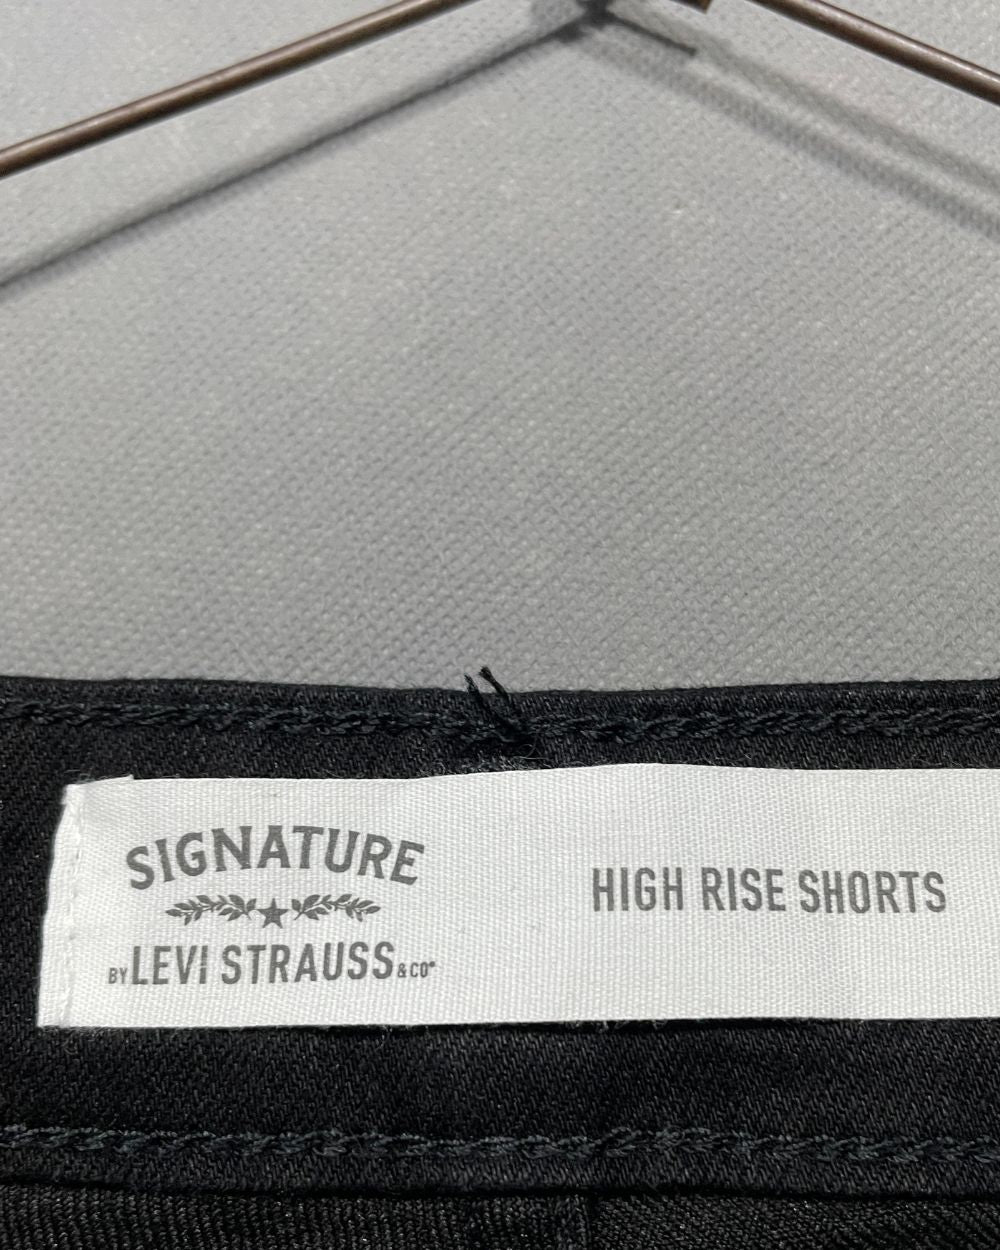 SIGNATURE
BY LEVI STRAUSS & CO
HIGH RISE SHORTS